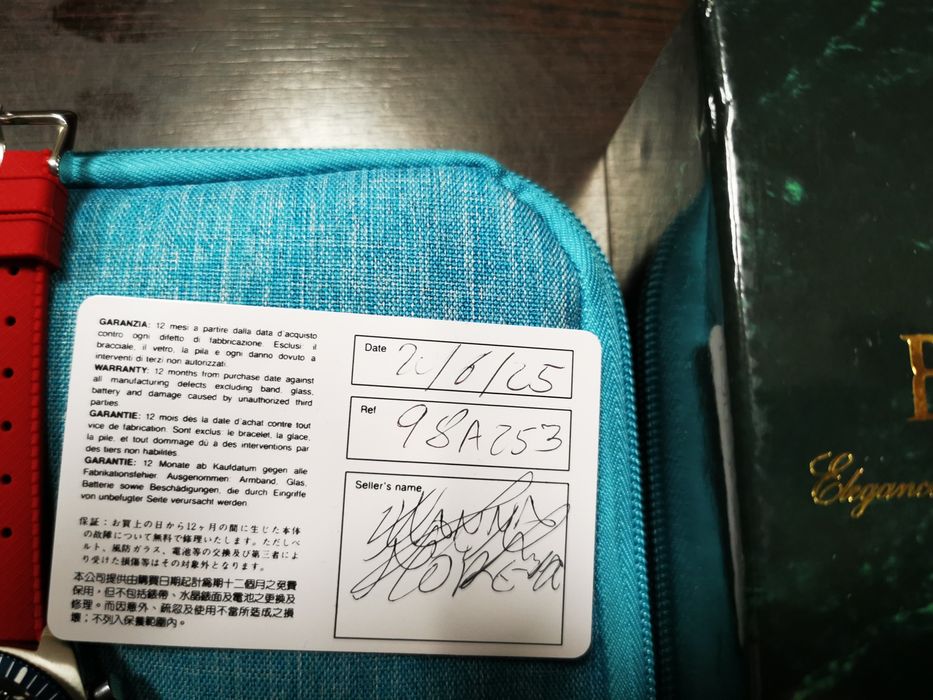 GARANZIA: 12 mesi a partire dalla data d'acquisto
contro ogni difetto di fabbricazione. Esclusi il
bracciale, il vetro, la pila e ogni danno dovuto a
interventi di terzi non autorizzati.
WARRANTY: 12 months from purchase date against
all manufacturing defects excluding band, glass,
battery and damage caused by unauthorized third
parties.
GARANTIE: 12 mois dès la date d'achat contre tout
vice de fabrication. Sont exclus: le bracelet, la glace,
la pile, et tout dommage dû à des interventions par
des tiers non habilités.
GARANTIE: 12 Monate ab Kaufdatum gegen alle
Fabrikationsfehler. Ausgenommen: Armband, Glas,
Batterie sowie Beschädigungen, die durch Eingriffe
von unbefugter Seite verursacht werden.
保証：お買上の日から12ヶ月の間に生じた本体
の故障について無料で修理いたします。ただしベ
ルト、風防ガラス、電池等の交換及び第三者によ
り受けた損傷等はその対象外となります。
本公司提供由購買日期起計為期十二個月之免費
保用，但不包括錶帶、水晶錶面及電池之更換及
修理。而因意外、疏忽及使用不當所造成之損
壞；不列入保養範圍內。
Date 20/6/25
Ref 98A253
Seller's name
Eleganc